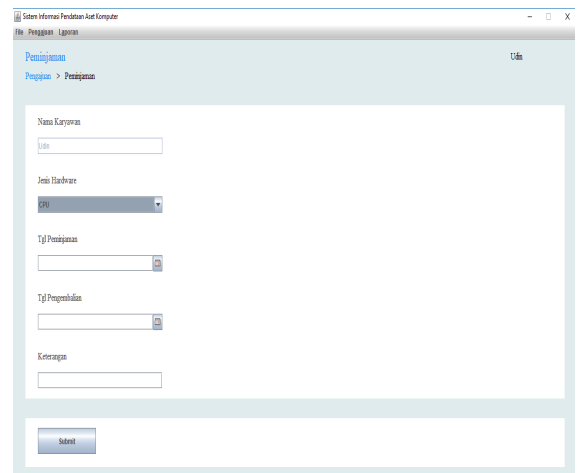 Sistem Informasi Pendataan Aset Komputer
File Pengajuan Laporan
Peminjaman
Udin
Pengajuan > Peminjaman
Nama Karyawan
Udin
Jenis Hardware
CPU
Tgl Peminjaman
Tgl Pengembalian
Keterangan
Submit